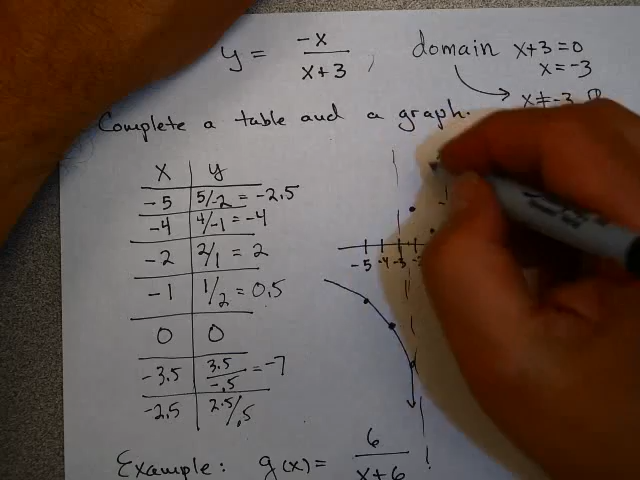 y = -x / x+3 , domain x+3=0
x=-3
x≠-3
Complete a table and a graph.
x y
-5 5/-2 = -2.5
-4 4/-1 = -4
-2 2/1 = 2
-1 1/2 = 0.5
0 0
-3.5 3.5/-.5 = -7
-2.5 2.5/.5
-5 -4 -3
Example: g(x) = 6 / x+6